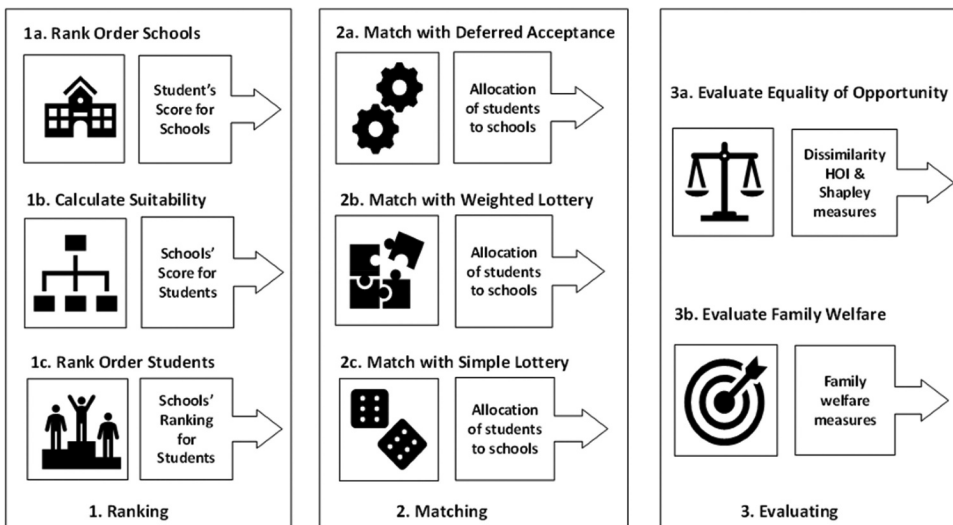 1a. Rank Order Schools
Student's
Score for
Schools
1b. Calculate Suitability
Schools'
Score for
Students
1c. Rank Order Students
Schools'
Ranking
for
Students
1. Ranking
2a. Match with Deferred Acceptance
Allocation
of students
to schools
2b. Match with Weighted Lottery
Allocation
of students
to schools
2c. Match with Simple Lottery
Allocation
of students
to schools
2. Matching
3a. Evaluate Equality of Opportunity
Dissimilarity
HOI &
Shapley
measures
3b. Evaluate Family Welfare
Family
welfare
measures
3. Evaluating